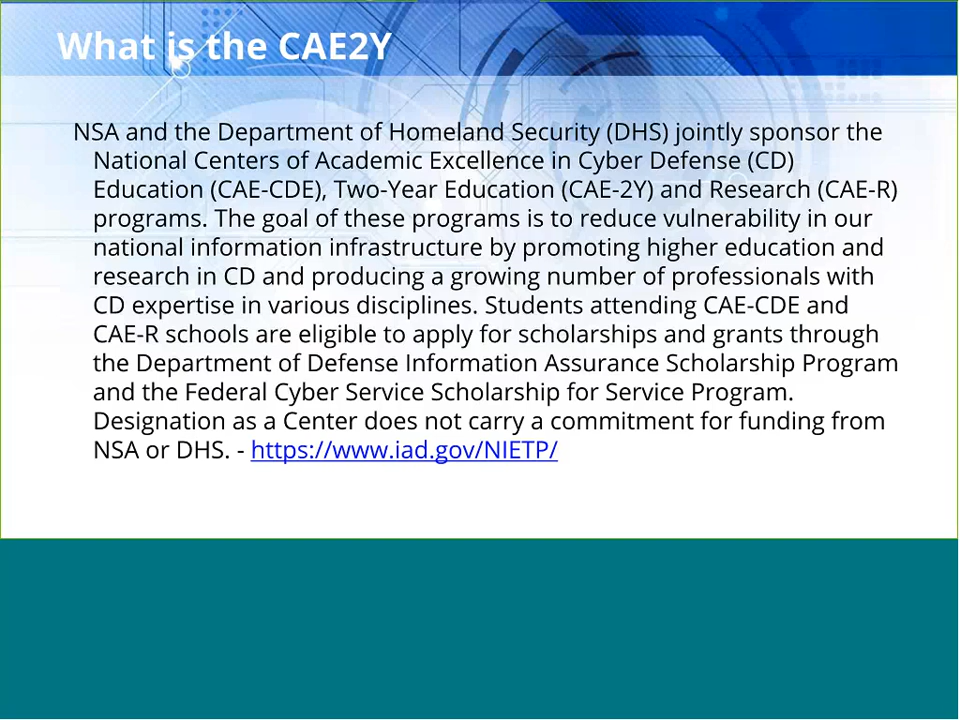 What is the CAE2Y
NSA and the Department of Homeland Security (DHS) jointly sponsor the
National Centers of Academic Excellence in Cyber Defense (CD)
Education (CAE-CDE), Two-Year Education (CAE-2Y) and Research (CAE-R)
programs. The goal of these programs is to reduce vulnerability in our
national information infrastructure by promoting higher education and
research in CD and producing a growing number of professionals with
CD expertise in various disciplines. Students attending CAE-CDE and
CAE-R schools are eligible to apply for scholarships and grants through
the Department of Defense Information Assurance Scholarship Program
and the Federal Cyber Service Scholarship for Service Program.
Designation as a Center does not carry a commitment for funding from
NSA or DHS. - https://www.iad.gov/NIETP/